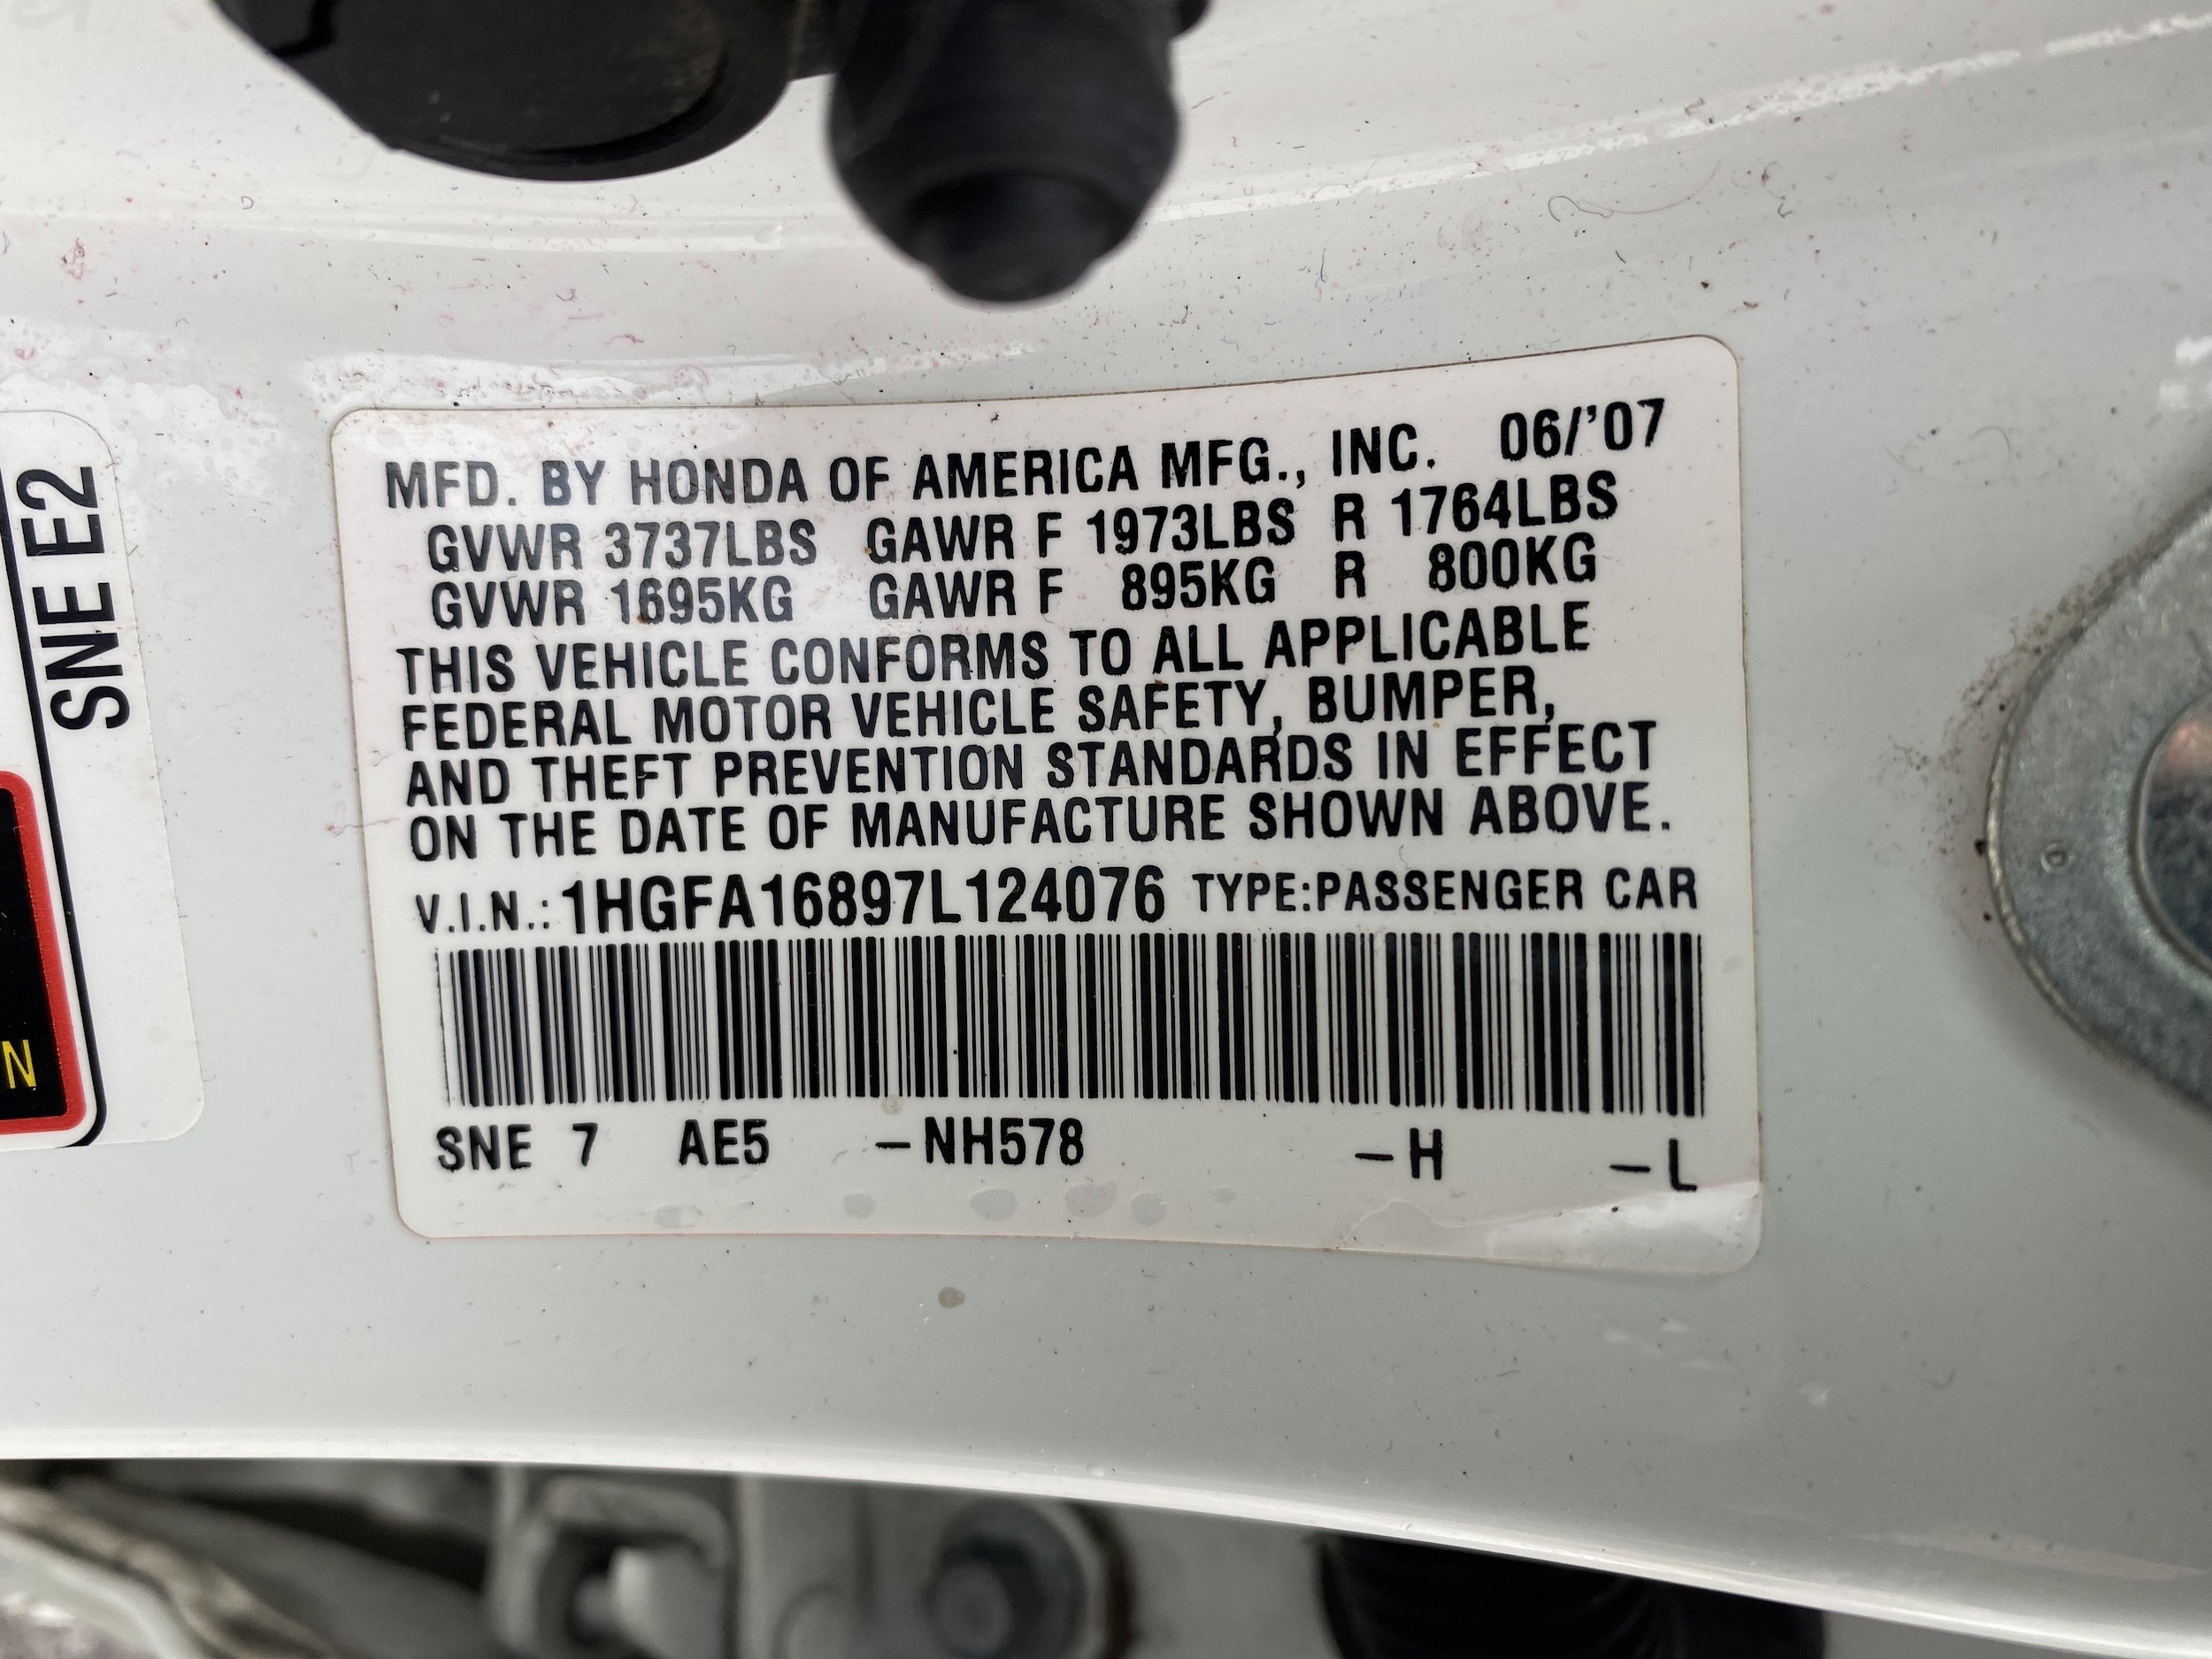 MFD. BY HONDA OF AMERICA MFG., INC. 06/'07
GVWR 3737LBS GAWR F 1973LBS R 1764LBS
GVWR 1695KG GAWR F 895KG R 800KG
THIS VEHICLE CONFORMS TO ALL APPLICABLE
FEDERAL MOTOR VEHICLE SAFETY, BUMPER,
AND THEFT PREVENTION STANDARDS IN EFFECT
ON THE DATE OF MANUFACTURE SHOWN ABOVE.
V.I.N.: 1HGFA16897L124076 TYPE:PASSENGER CAR
SNE 7 AE5 -NH578 -H -L
SNE E2